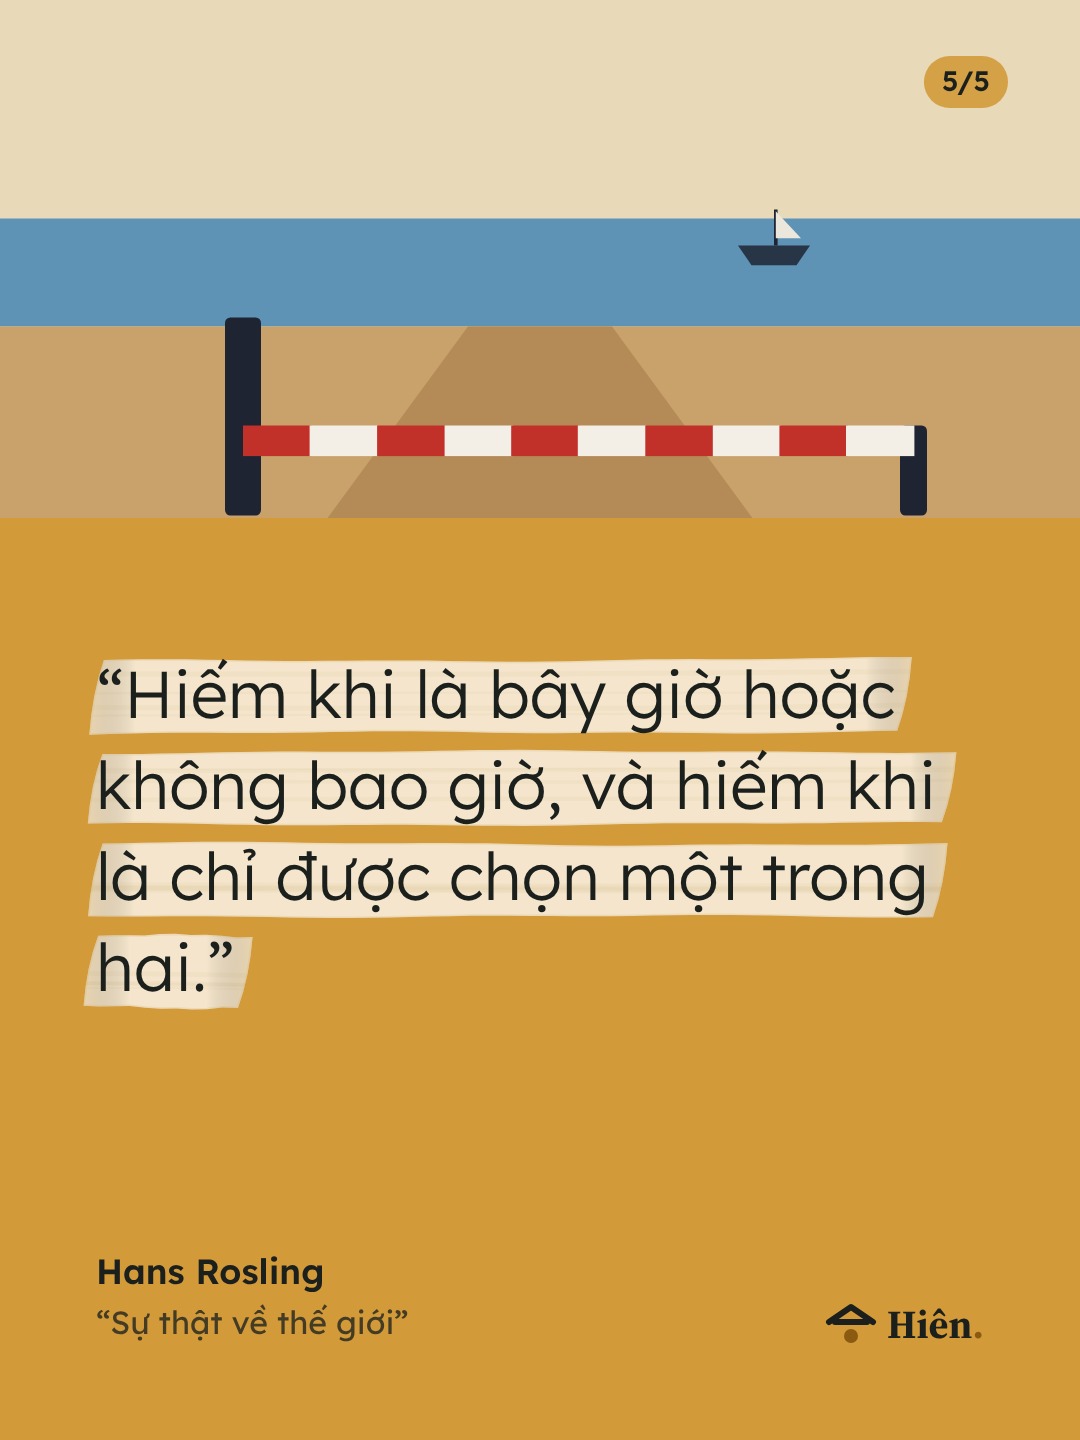 5/5
“Hiếm khi là bây giờ hoặc
không bao giờ, và hiếm khi
là chỉ được chọn một trong
hai.”
Hans Rosling
“Sự thật về thế giới”
Hiên.